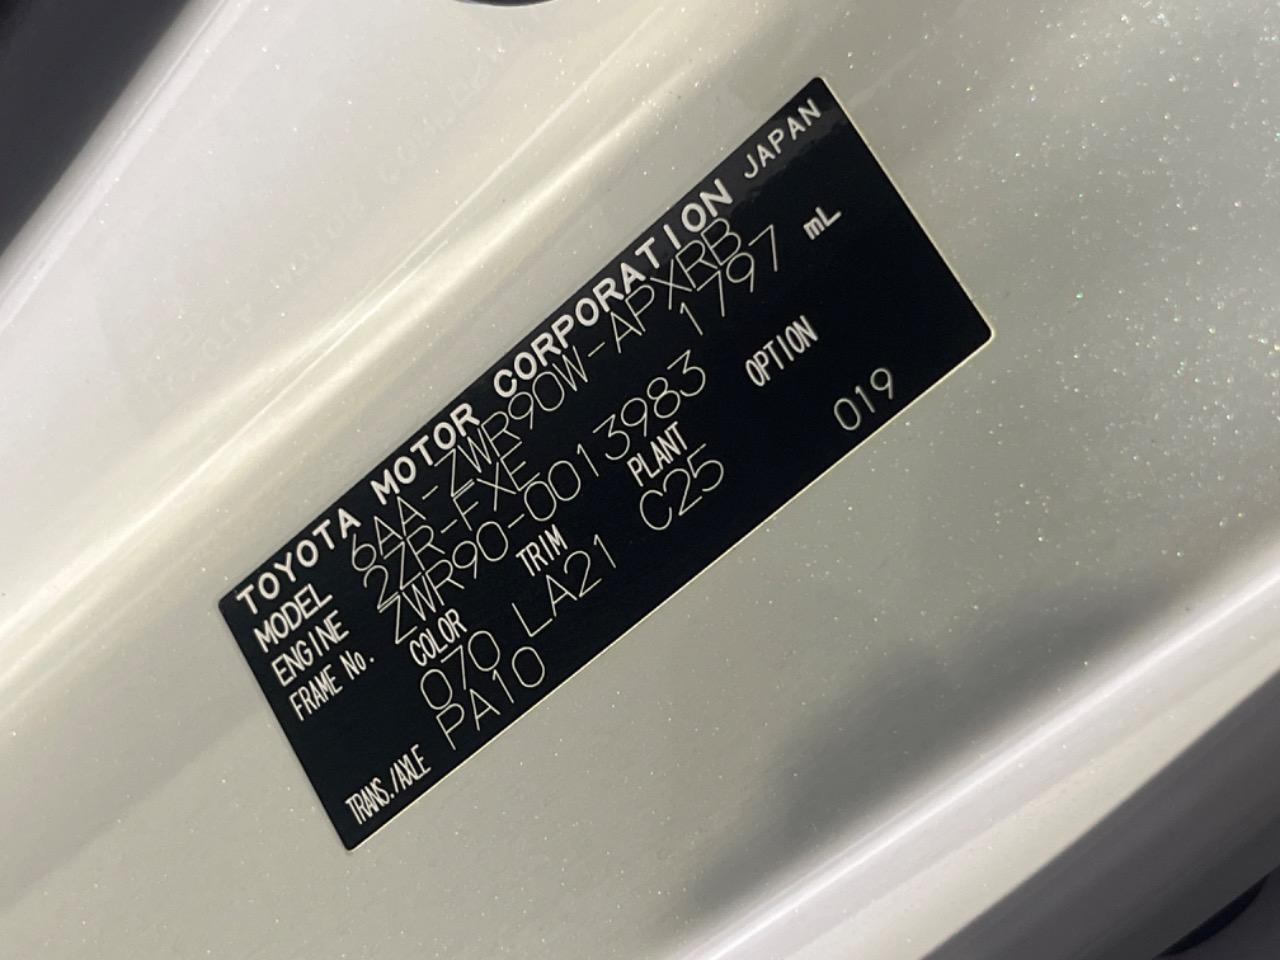 TOYOTA MOTOR CORPORATION JAPAN
MODEL 6AA-ZWR90W-APXRB
ENGINE 2ZR-FXE 1797 mL
FRAME No. ZWR90-0013983
COLOR TRIM PLANT OPTION
070 LA21 C25 019
TRANS./AXLE PA10